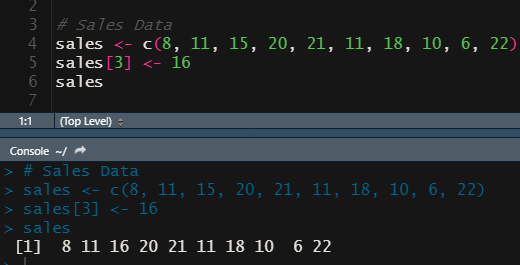 2
3 # Sales Data
4 sales <- c(8, 11, 15, 20, 21, 11, 18, 10, 6, 22)
5 sales[3] <- 16
6 sales
7
1:1 (Top Level)
Console ~/
> # Sales Data
> sales <- c(8, 11, 15, 20, 21, 11, 18, 10, 6, 22)
> sales[3] <- 16
> sales
[1]  8 11 16 20 21 11 18 10  6 22
>